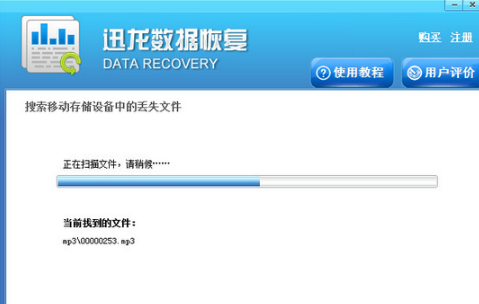 迅龙数据恢复
DATA RECOVERY
购买 注册
使用教程 用户评价
搜索移动存储设备中的丢失文件
正在扫描文件，请稍候……
当前找到的文件：
mp3\00000253.mp3